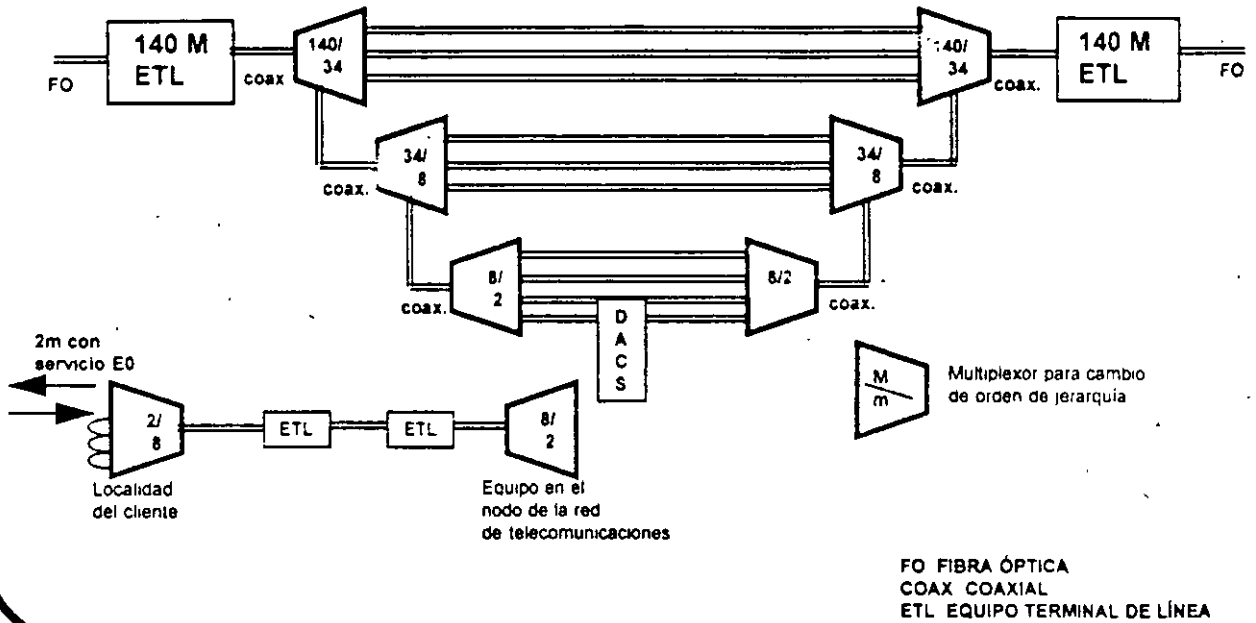 140 M
ETL
FO
coax
140/
34
140/
34
coax.
140 M
ETL
FO
34/
8
coax.
34/
8
coax.
8/
2
coax.
8/2
coax.
D
A
C
S
2m con
servicio E0
2/
8
ETL
ETL
8/
2
Localidad
del cliente
Equipo en el
nodo de la red
de telecomunicaciones
M
m
Multiplexor para cambio
de orden de jerarquía
FO FIBRA ÓPTICA
COAX COAXIAL
ETL EQUIPO TERMINAL DE LÍNEA